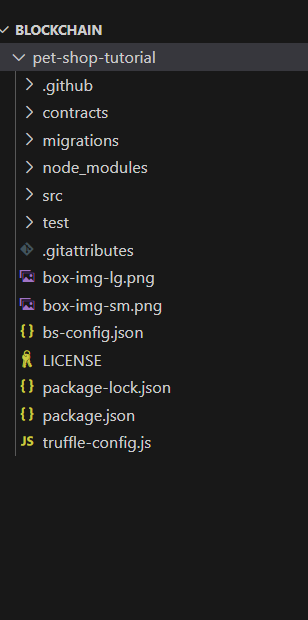 BLOCKCHAIN
pet-shop-tutorial
.github
contracts
migrations
node_modules
src
test
.gitattributes
box-img-lg.png
box-img-sm.png
{} bs-config.json
LICENSE
{} package-lock.json
{} package.json
JS truffle-config.js